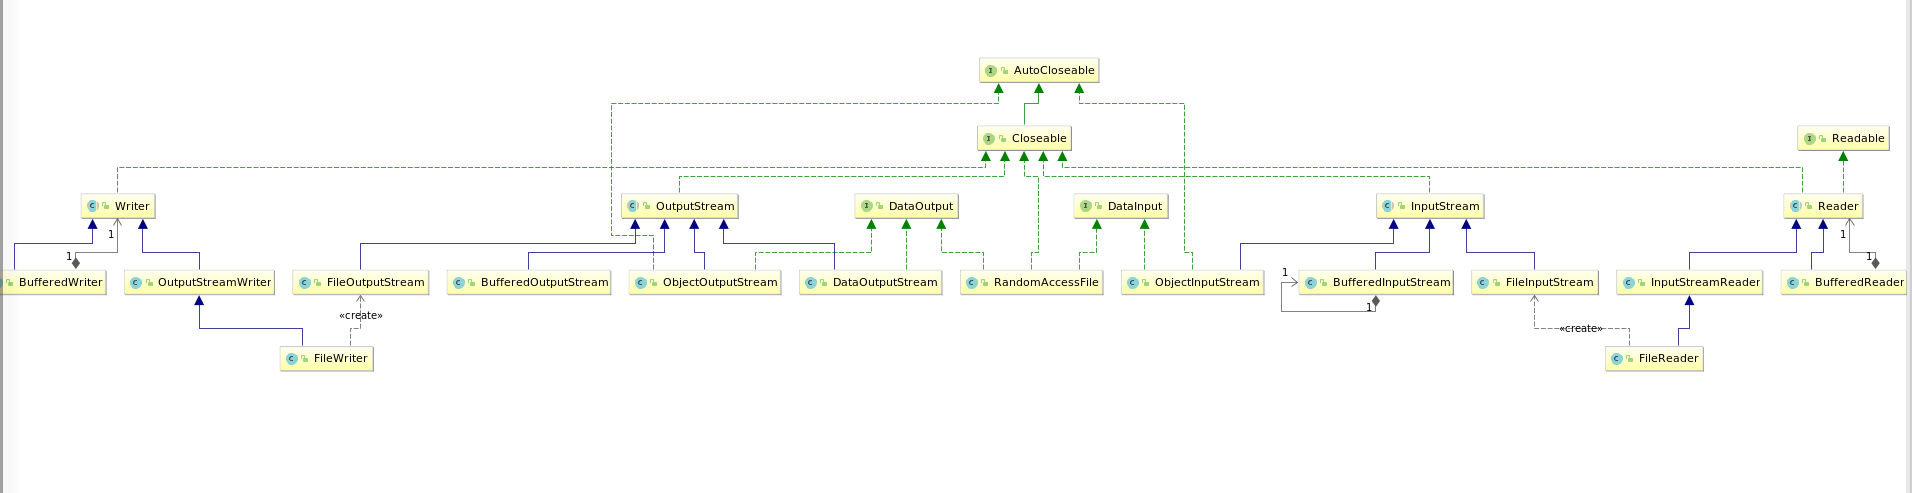 AutoCloseable
Closeable
Readable
Writer
OutputStream
DataOutput
DataInput
InputStream
Reader
1
1
1
1
1
1
BufferedWriter
OutputStreamWriter
FileOutputStream
BufferedOutputStream
ObjectOutputStream
DataOutputStream
RandomAccessFile
ObjectInputStream
BufferedInputStream
FileInputStream
InputStreamReader
BufferedReader
«create»
«create»
FileWriter
FileReader